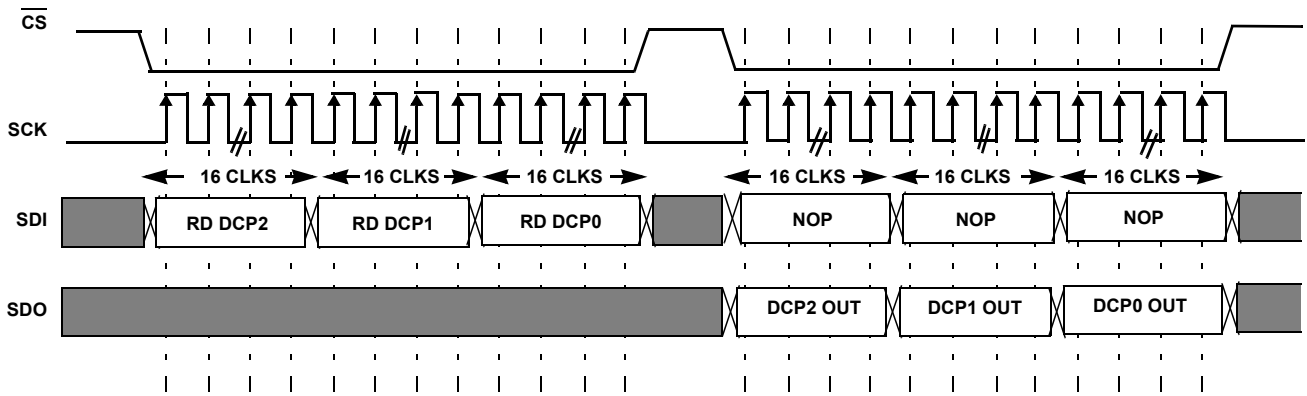 CS
SCK
16 CLKS 16 CLKS 16 CLKS 16 CLKS 16 CLKS 16 CLKS
SDI RD DCP2 RD DCP1 RD DCP0 NOP NOP NOP
SDO DCP2 OUT DCP1 OUT DCP0 OUT